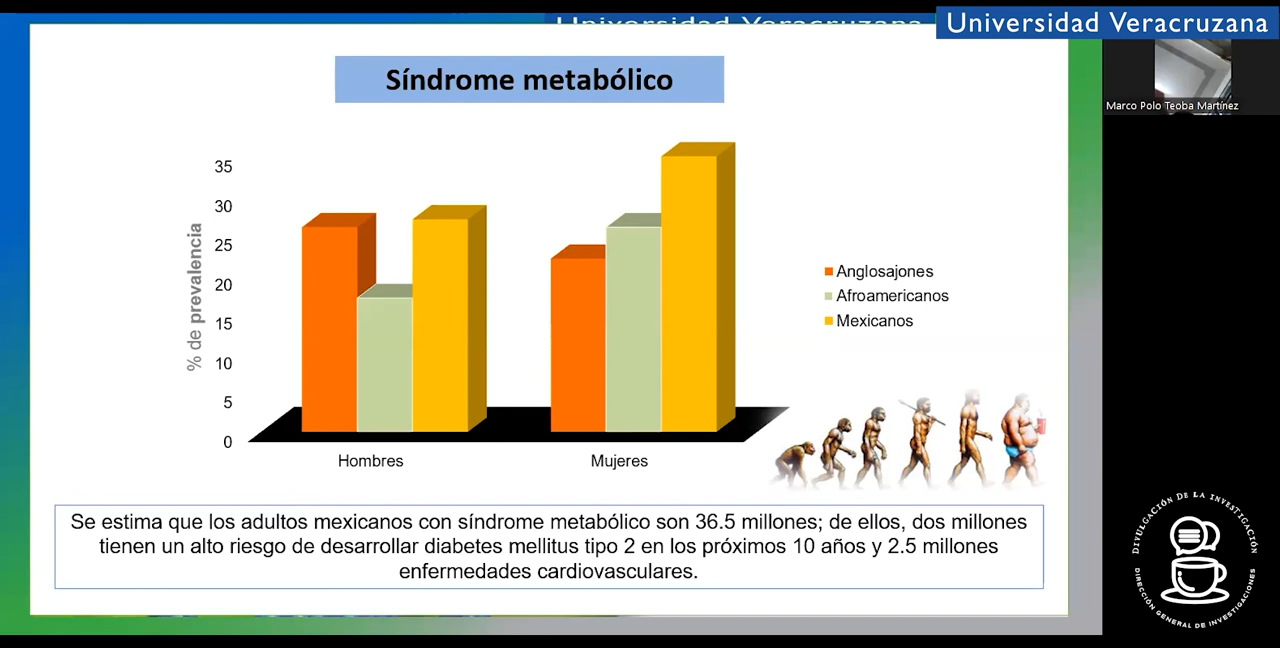 Universidad Veracruzana
Universidad Veracruzana
Marco Polo Teoba Martínez
Síndrome metabólico
% de prevalencia
35
30
25
20
15
10
5
0
Hombres
Mujeres
Anglosajones
Afroamericanos
Mexicanos
Se estima que los adultos mexicanos con síndrome metabólico son 36.5 millones; de ellos, dos millones
tienen un alto riesgo de desarrollar diabetes mellitus tipo 2 en los próximos 10 años y 2.5 millones
enfermedades cardiovasculares.
DIVULGACIÓN DE LA INVESTIGACIÓN
DIRECCIÓN GENERAL DE INVESTIGACIONES